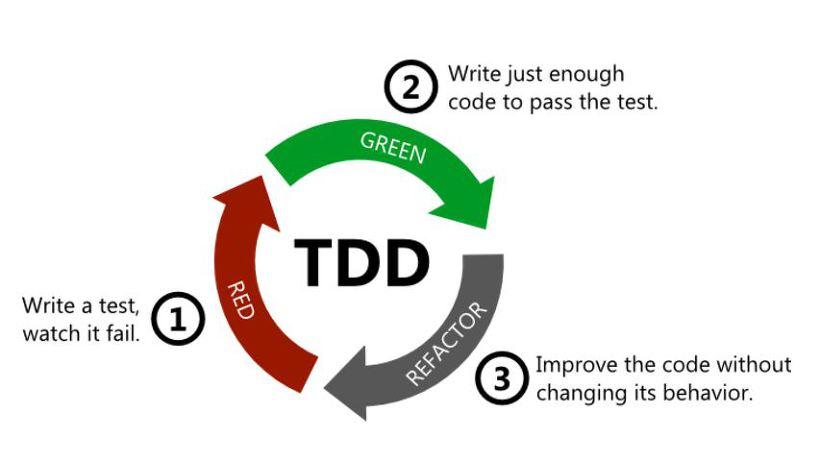 2
Write just enough
code to pass the test.
GREEN
TDD
RED
Write a test,
watch it fail.
1
REFACTOR
3
Improve the code without
changing its behavior.